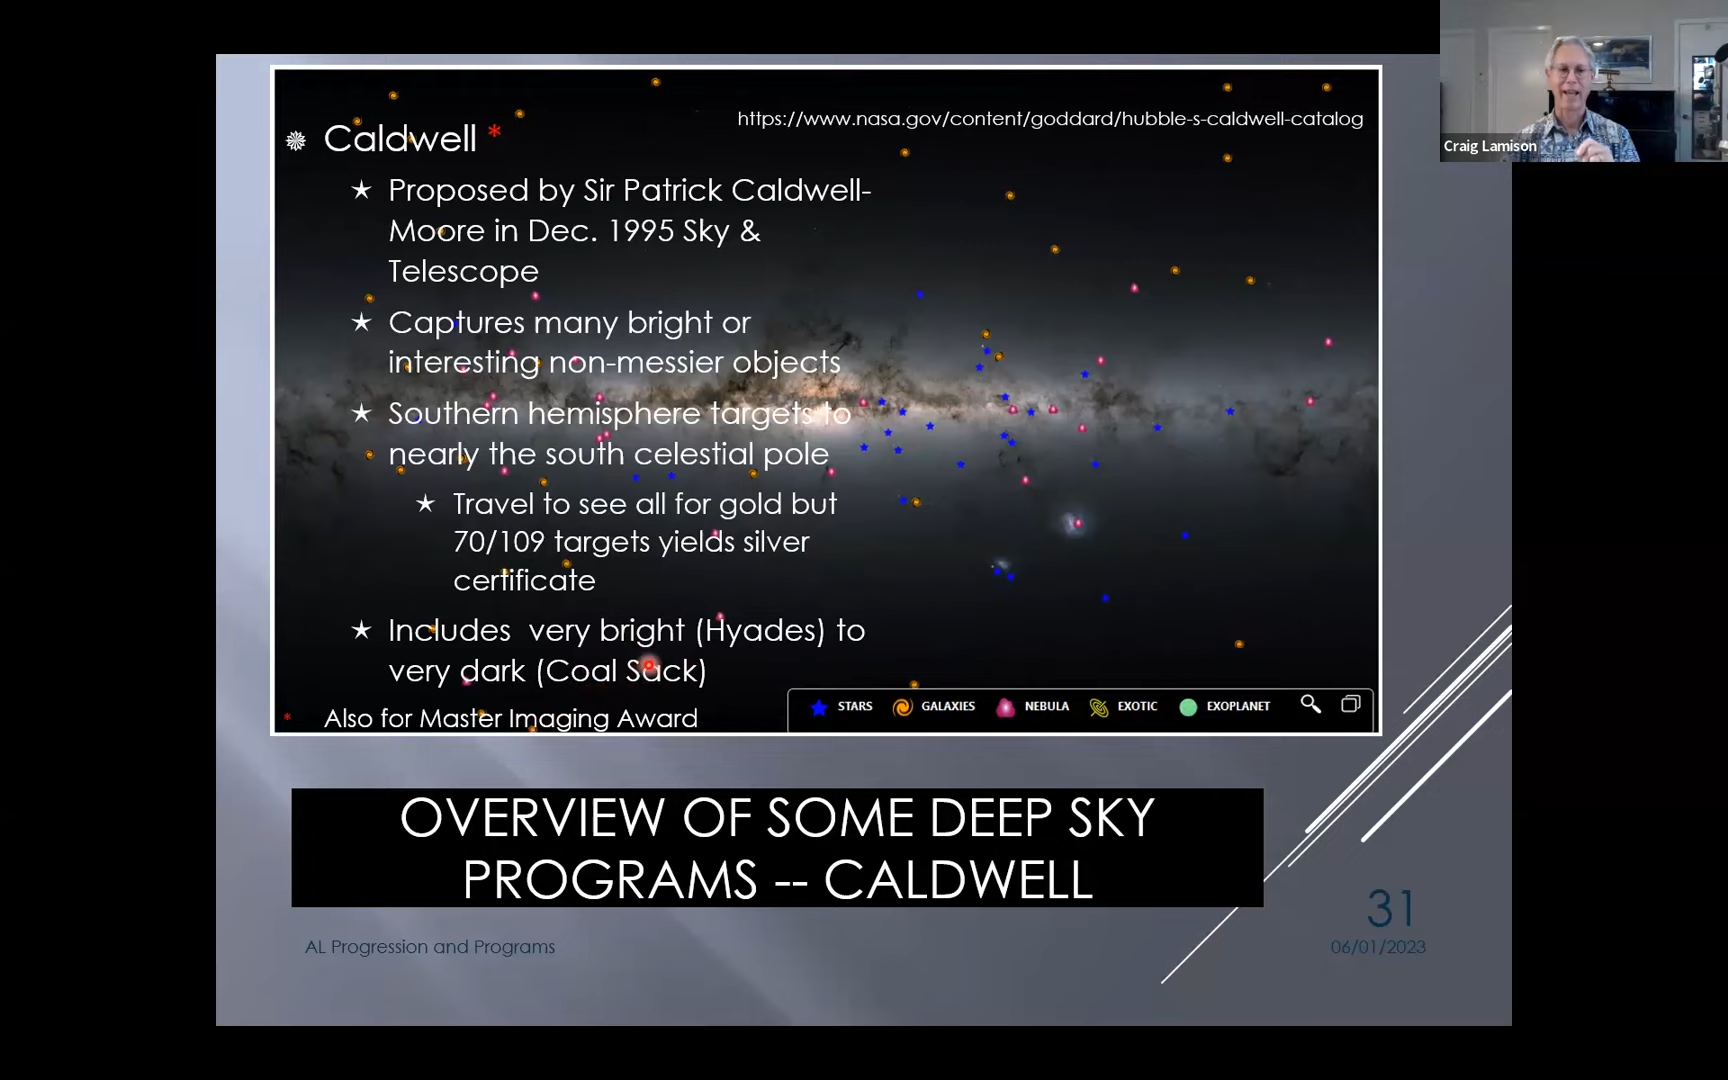 https://www.nasa.gov/content/goddard/hubble-s-caldwell-catalog
Craig Lamison
Caldwell *
Proposed by Sir Patrick Caldwell-
Moore in Dec. 1995 Sky &
Telescope
Captures many bright or
interesting non-messier objects
Southern hemisphere targets to
nearly the south celestial pole
Travel to see all for gold but
70/109 targets yields silver
certificate
Includes very bright (Hyades) to
very dark (Coal Sack)
* Also for Master Imaging Award
STARS GALAXIES NEBULA EXOTIC EXOPLANET
OVERVIEW OF SOME DEEP SKY
PROGRAMS -- CALDWELL
31
AL Progression and Programs
06/01/2023